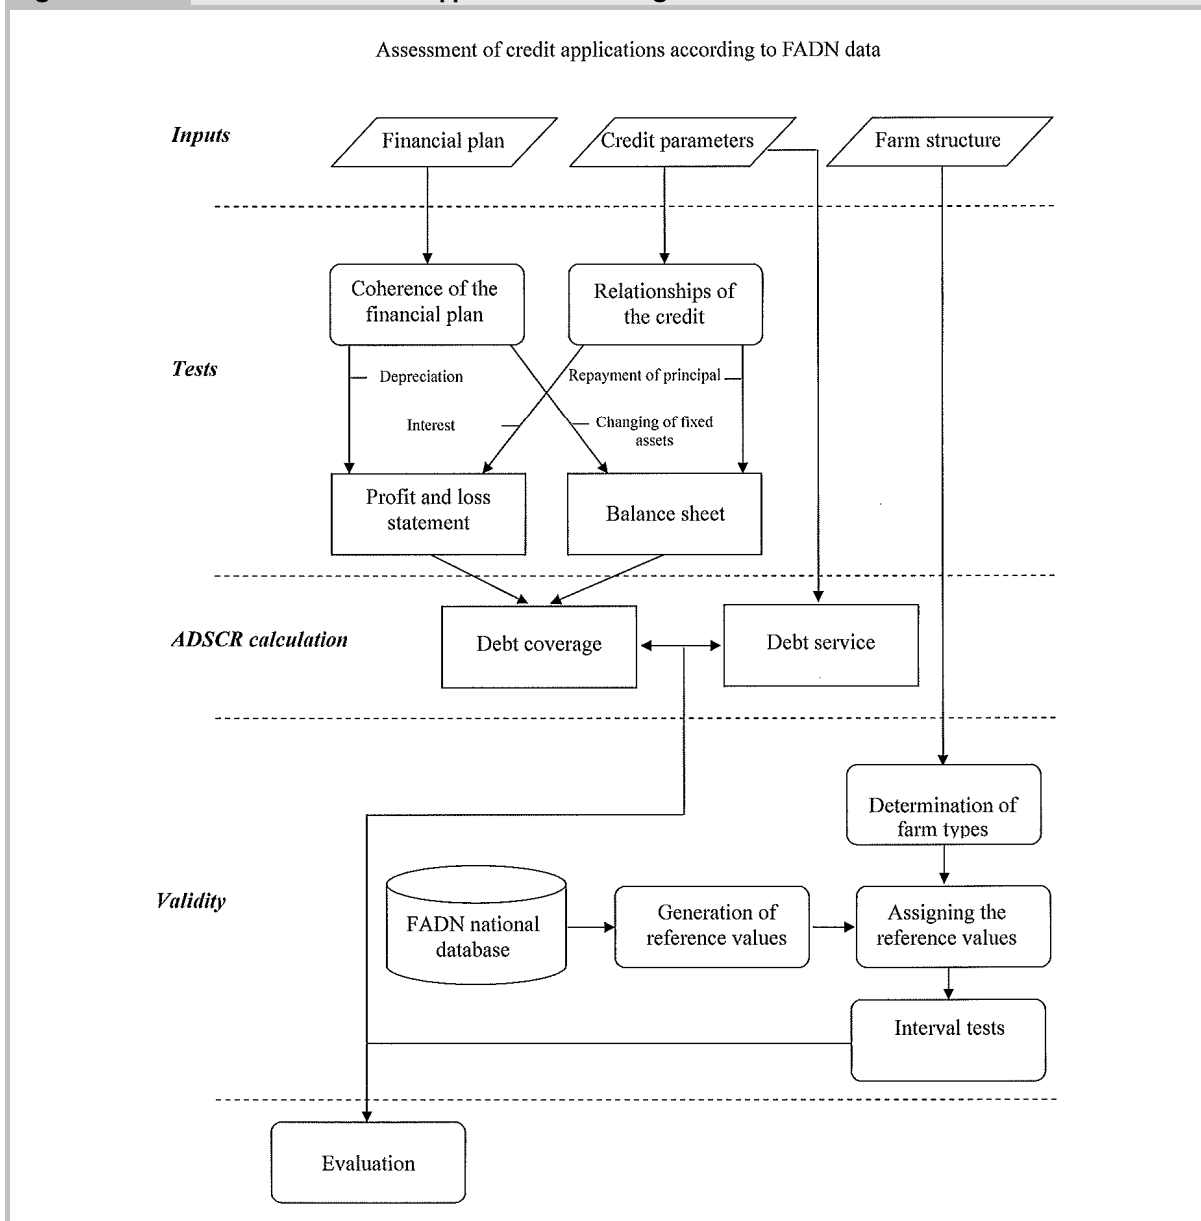 Assessment of credit applications according to FADN data
Inputs
Financial plan
Credit parameters
Farm structure
Coherence of the
financial plan
Relationships of
the credit
Tests
Depreciation
Repayment of principal
Interest
Changing of fixed
assets
Profit and loss
statement
Balance sheet
ADSCR calculation
Debt coverage
Debt service
Determination of
farm types
Validity
FADN national
database
Generation of
reference values
Assigning the
reference values
Interval tests
Evaluation